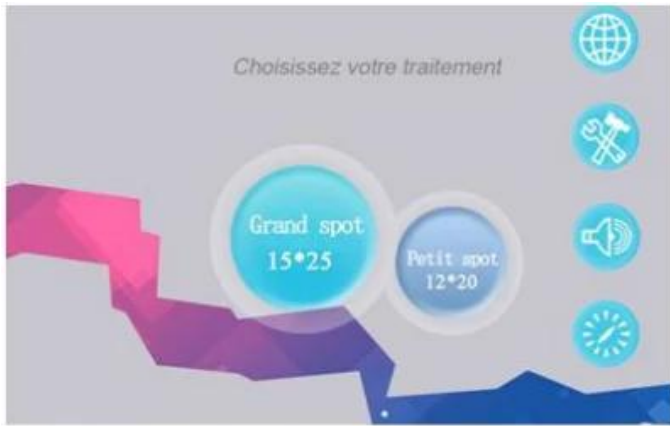 Choisissez votre traitement
Grand spot
15*25
Petit spot
12*20